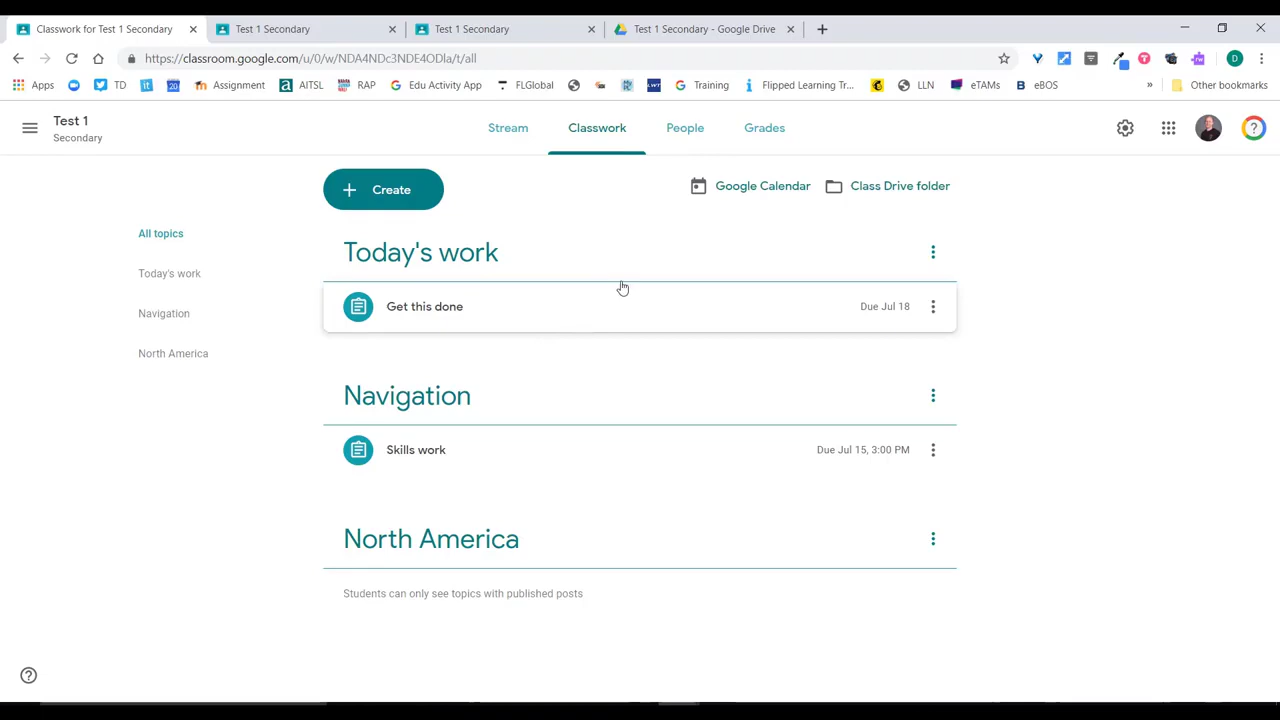 Classwork for Test 1 Secondary
Test 1 Secondary
Test 1 Secondary
Test 1 Secondary - Google Drive
https://classroom.google.com/u/0/w/NDA4NDc3NDE4ODla/t/all
Apps
TD
Assignment
AITSL
RAP
Edu Activity App
FLGlobal
Training
Flipped Learning Tr...
LLN
eTAMs
eBOS
Other bookmarks
Test 1
Secondary
Stream
Classwork
People
Grades
Create
Google Calendar
Class Drive folder
All topics
Today's work
Navigation
North America
Today's work
Get this done
Due Jul 18
Navigation
Skills work
Due Jul 15, 3:00 PM
North America
Students can only see topics with published posts